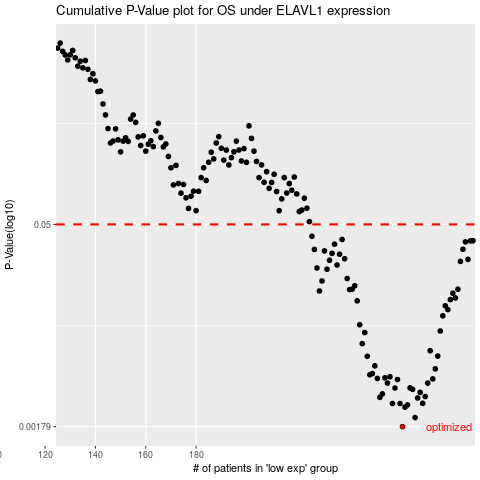 Cumulative P-Value plot for OS under ELAVL1 expression
P-Value(log10)
0.05
0.00179
optimized
0 120 140 160 180
# of patients in 'low exp' group